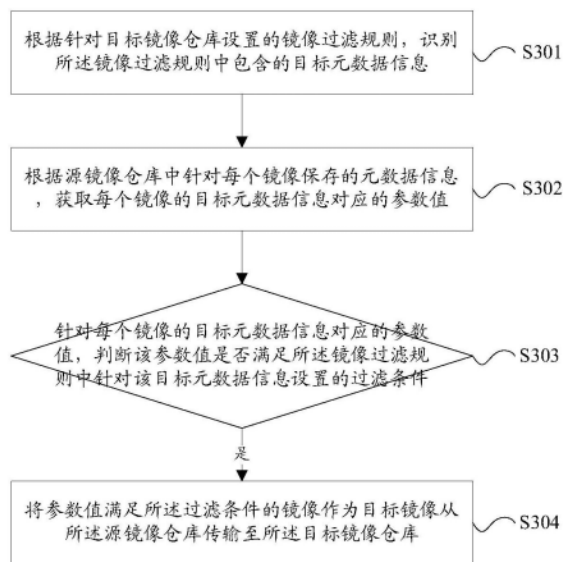 根据针对目标镜像仓库设置的镜像过滤规则，识别
所述镜像过滤规则中包含的目标元数据信息
S301
根据源镜像仓库中针对每个镜像保存的元数据信息
，获取每个镜像的目标元数据信息对应的参数值
S302
针对每个镜像的目标元数据信息对应的参数
值，判断该参数值是否满足所述镜像过滤规
则中针对该目标元数据信息设置的过滤条件
S303
是
将参数值满足所述过滤条件的镜像作为目标镜像从
所述源镜像仓库传输至所述目标镜像仓库
S304